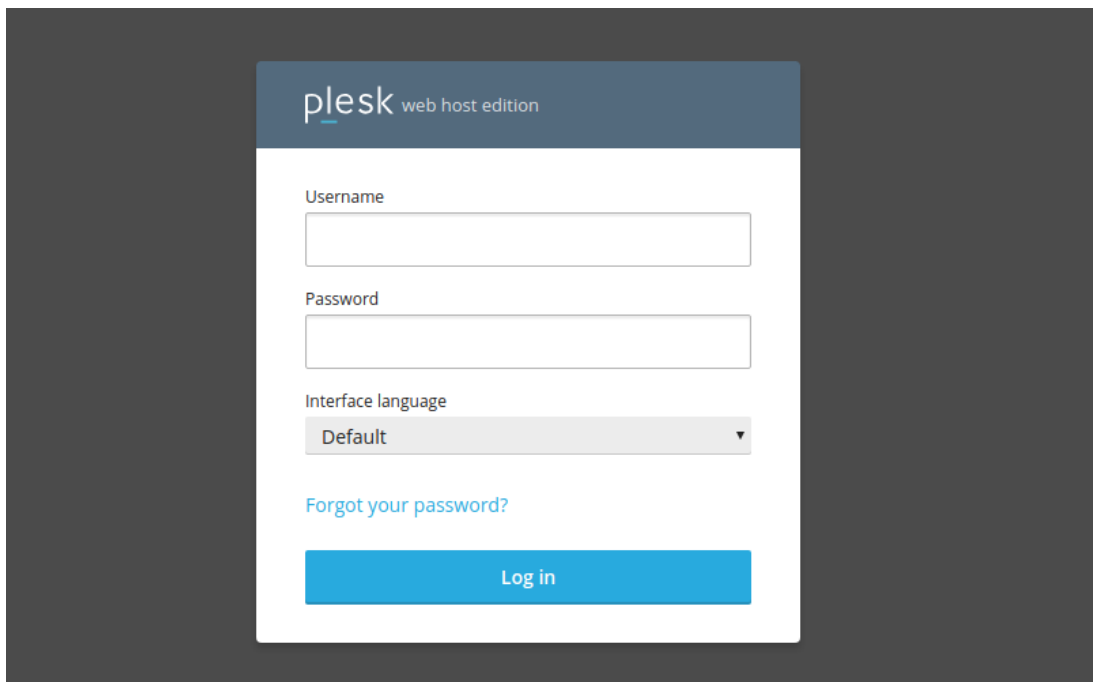 plesk web host edition
Username
Password
Interface language
Default
Forgot your password?
Log in